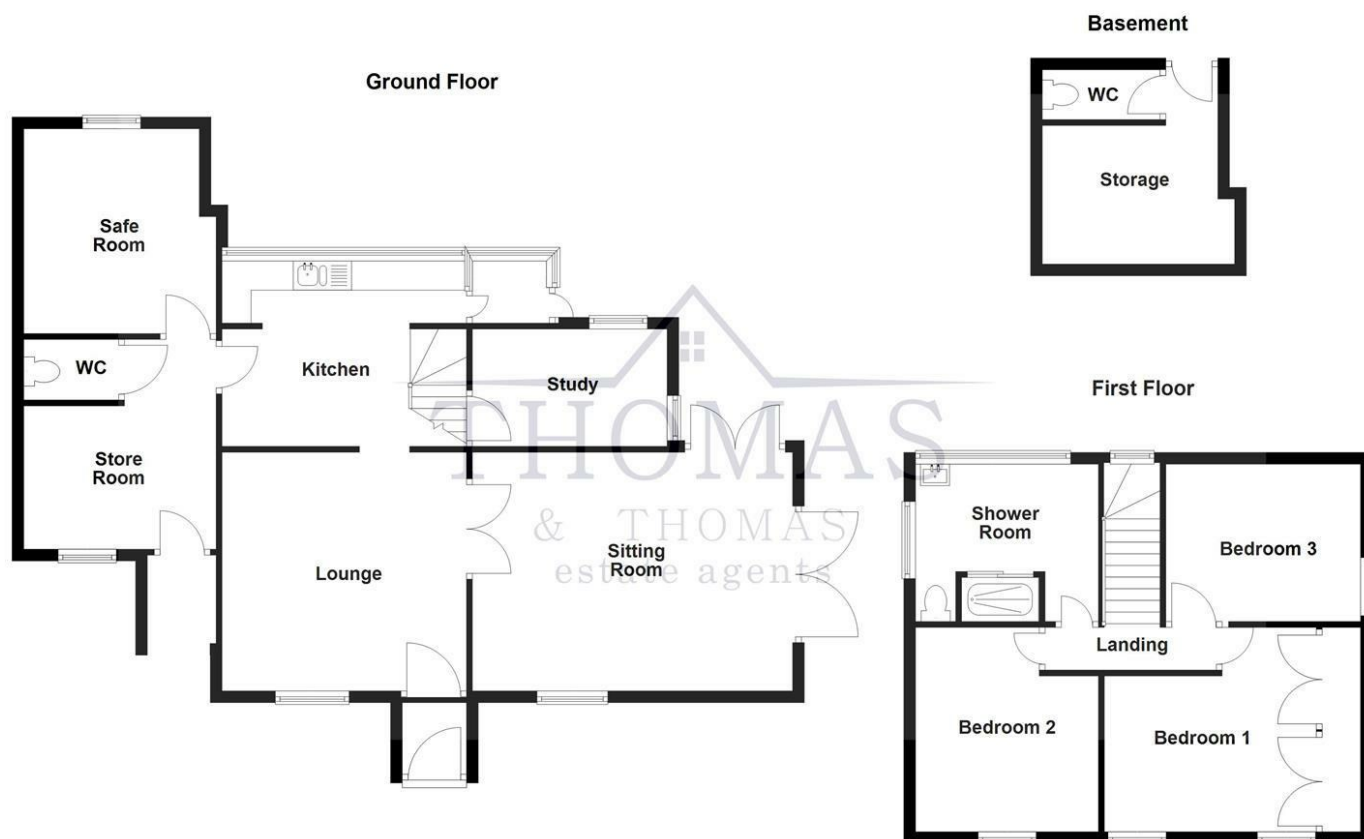 Basement
WC
Storage
Ground Floor
Safe
Room
WC
Kitchen
Study
Store
Room
Lounge
Sitting
Room
THOMAS
& THOMAS
estate agents
First Floor
Shower
Room
Bedroom 3
Landing
Bedroom 2
Bedroom 1